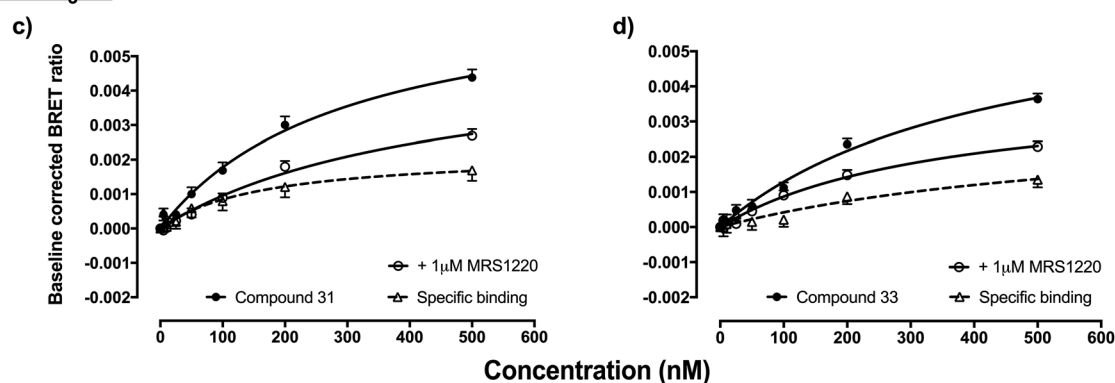 c)
Baseline corrected BRET ratio
0.005
0.004
0.003
0.002
0.001
0.000
-0.001
-0.002
+ 1μM MRS1220
Compound 31
Specific binding
0 100 200 300 400 500 600
d)
0.005
0.004
0.003
0.002
0.001
0.000
-0.001
-0.002
+ 1μM MRS1220
Compound 33
Specific binding
0 100 200 300 400 500 600
Concentration (nM)